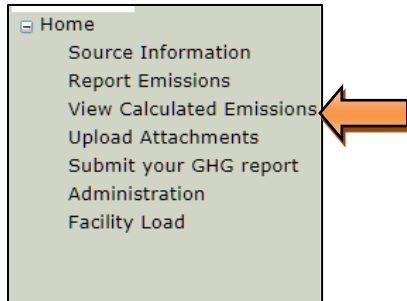 Home
Source Information
Report Emissions
View Calculated Emissions
Upload Attachments
Submit your GHG report
Administration
Facility Load